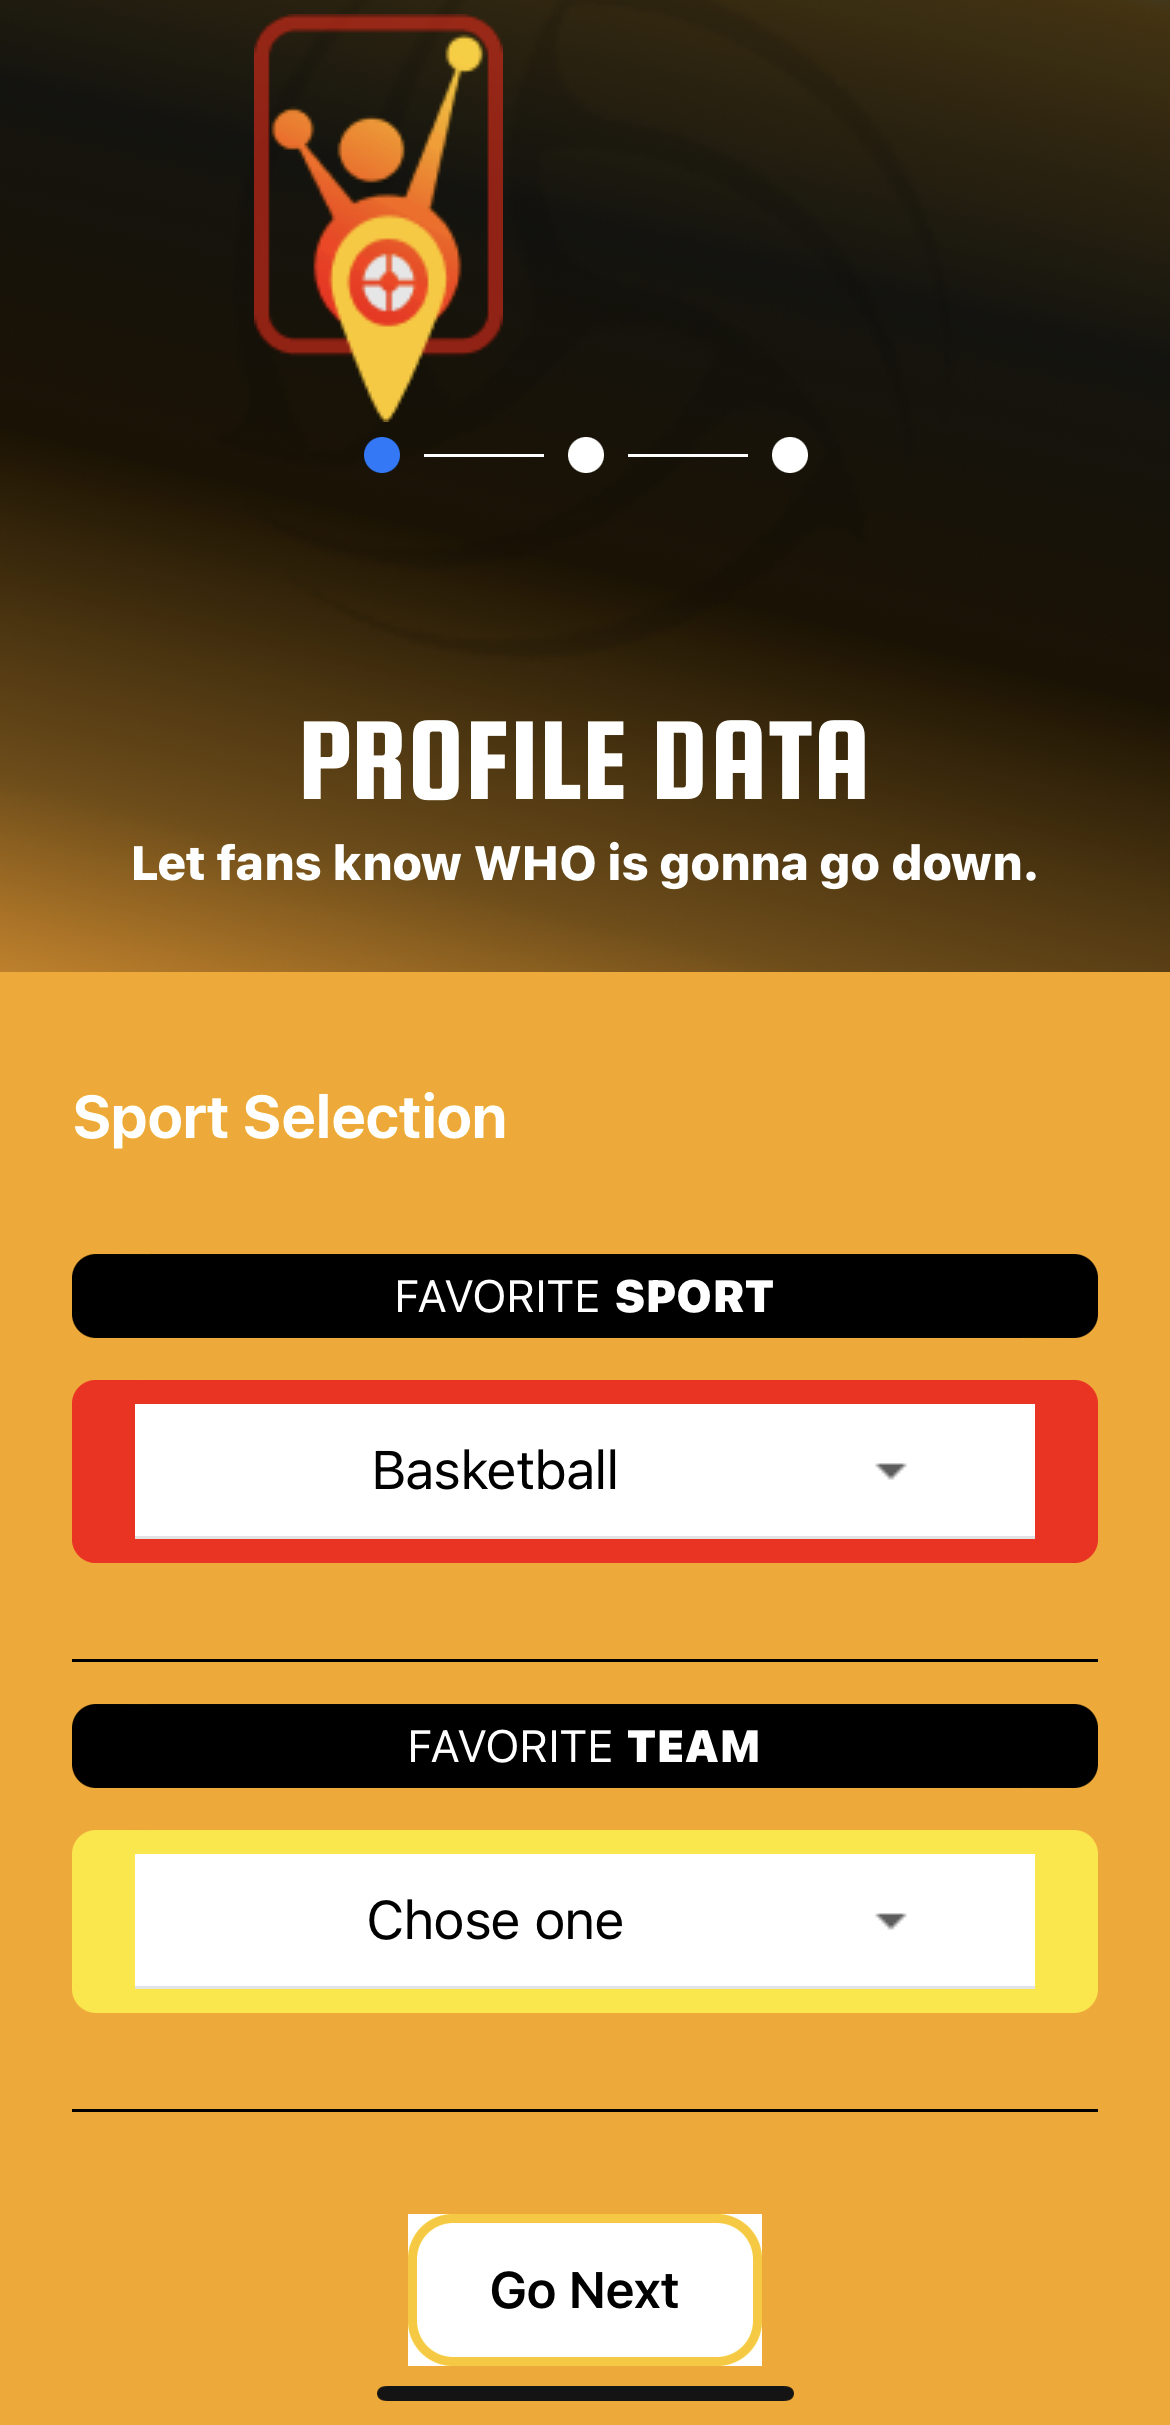 PROFILE DATA
Let fans know WHO is gonna go down.
Sport Selection
FAVORITE SPORT
Basketball
FAVORITE TEAM
Chose one
Go Next